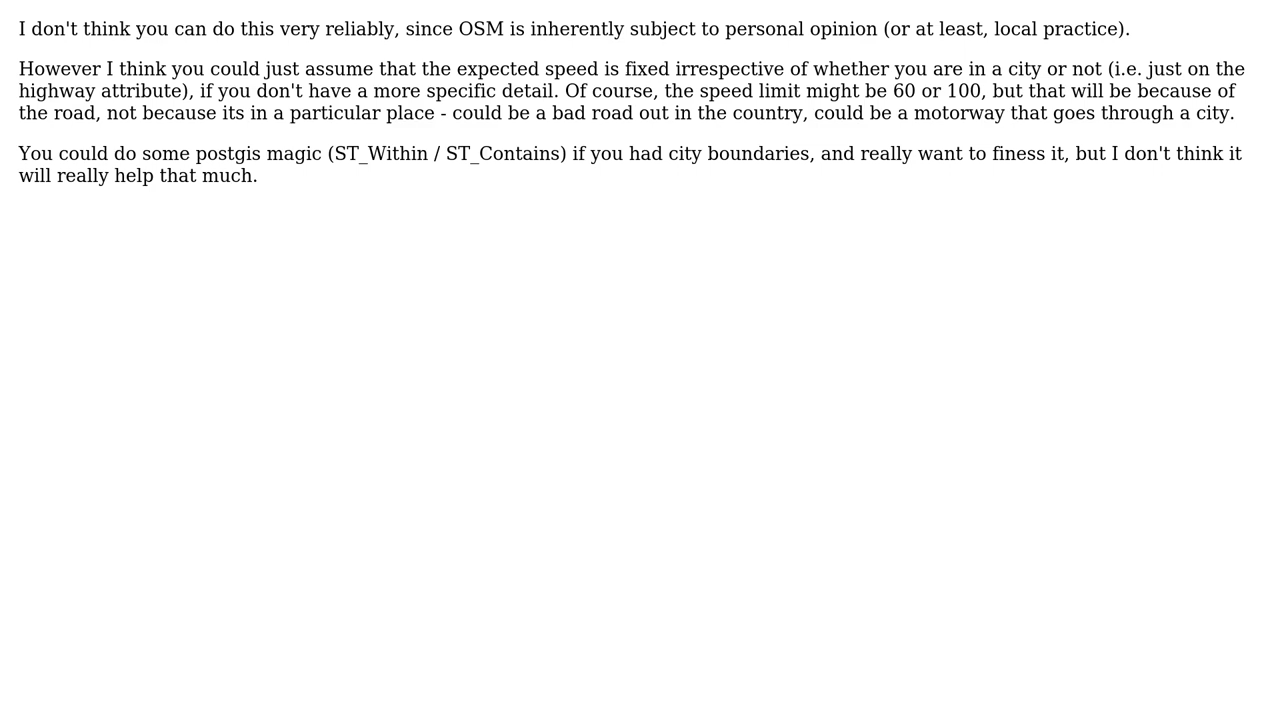 I don't think you can do this very reliably, since OSM is inherently subject to personal opinion (or at least, local practice).
However I think you could just assume that the expected speed is fixed irrespective of whether you are in a city or not (i.e. just on the
highway attribute), if you don't have a more specific detail. Of course, the speed limit might be 60 or 100, but that will be because of
the road, not because its in a particular place - could be a bad road out in the country, could be a motorway that goes through a city.
You could do some postgis magic (ST_Within / ST_Contains) if you had city boundaries, and really want to finess it, but I don't think it
will really help that much.